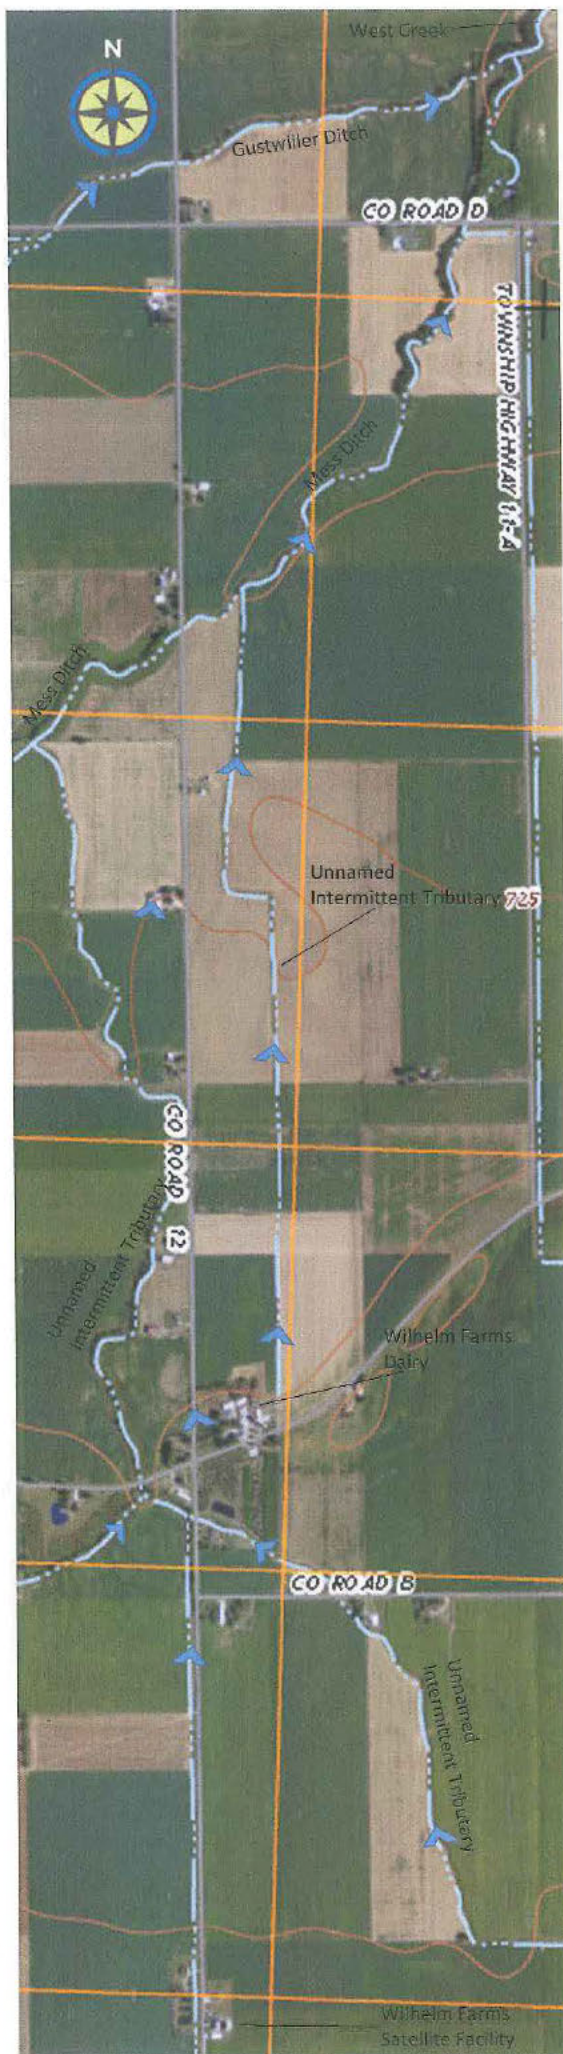 West Creek
N
Gustwiller Ditch
CO ROAD D
TOWNSHIP HIGHWAY 11-A
Mess Ditch
Mess Ditch
Unnamed
Intermittent Tributary
725
CO ROAD 12
Unnamed
Intermittent Tributary
Wilhelm Farms
Dairy
CO ROAD B
Unnamed
Intermittent Tributary
Wilhelm Farms
Satellite Facility